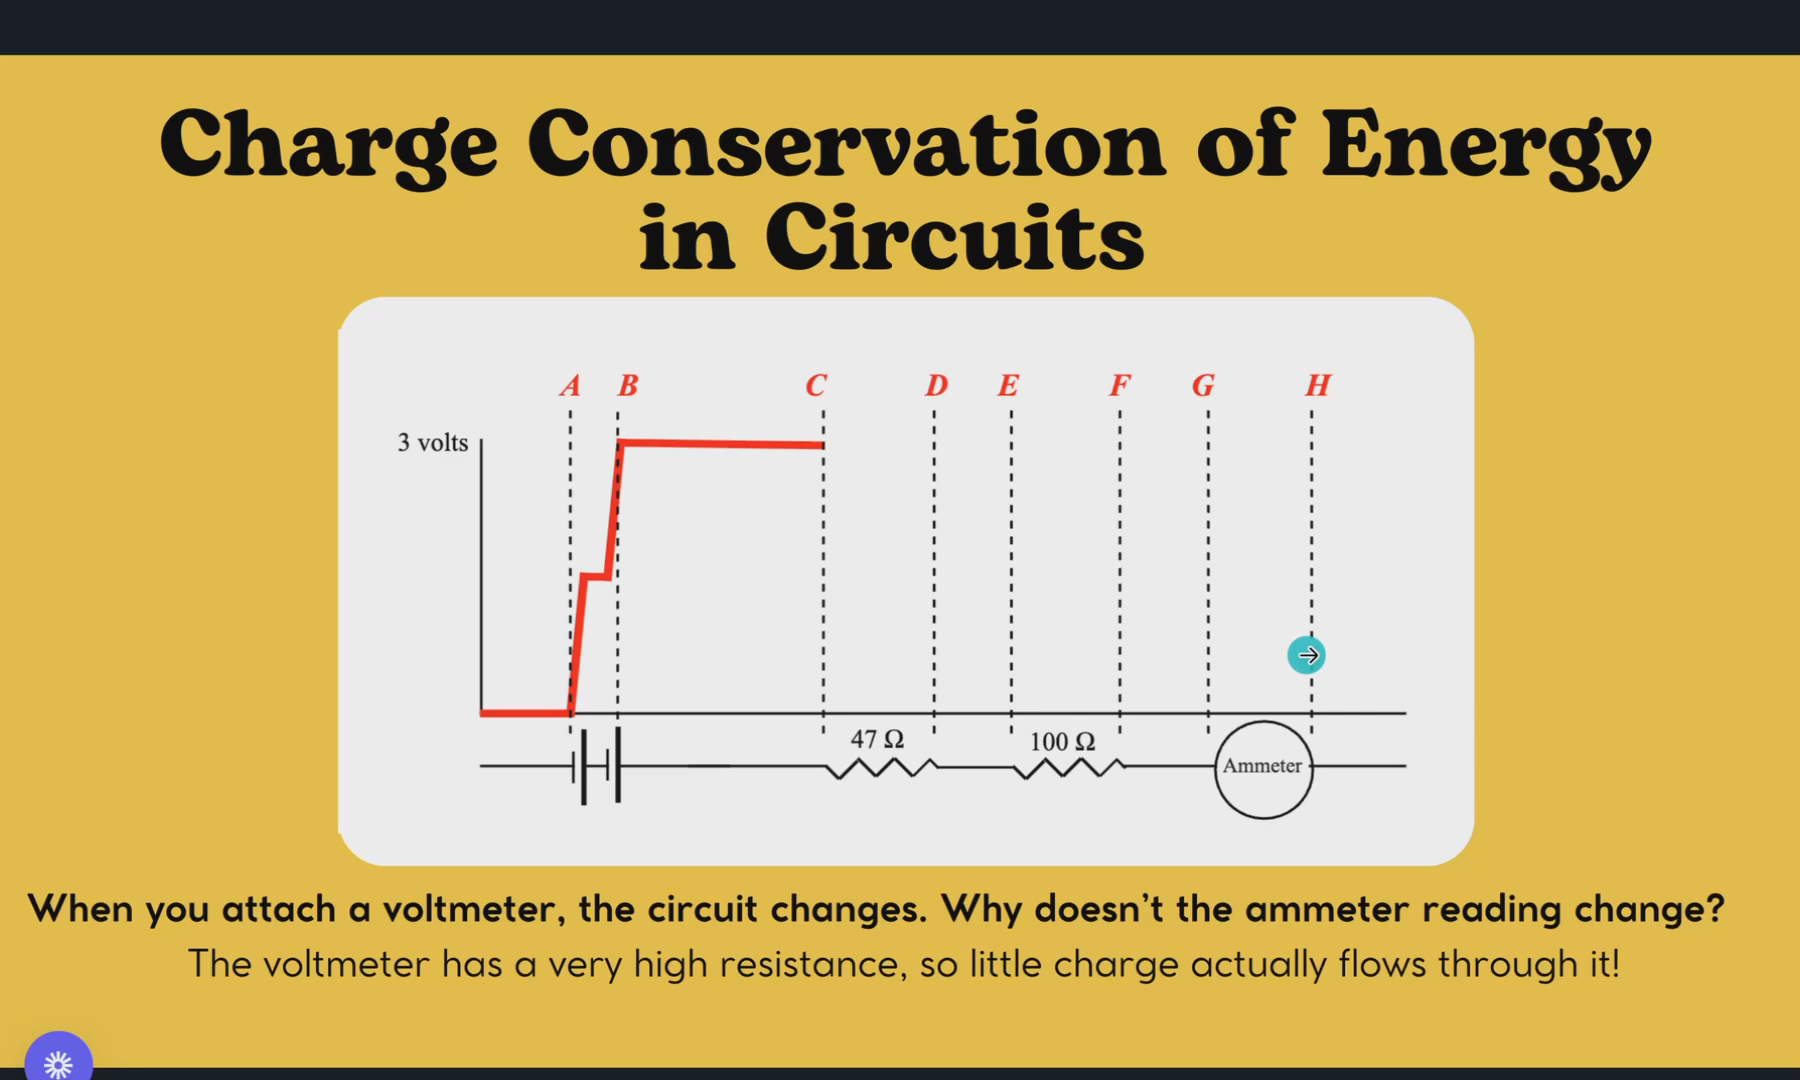 Charge Conservation of Energy
in Circuits
A B C D E F G H
3 volts
47 Ω 100 Ω
Ammeter
When you attach a voltmeter, the circuit changes. Why doesn't the ammeter reading change?
The voltmeter has a very high resistance, so little charge actually flows through it!